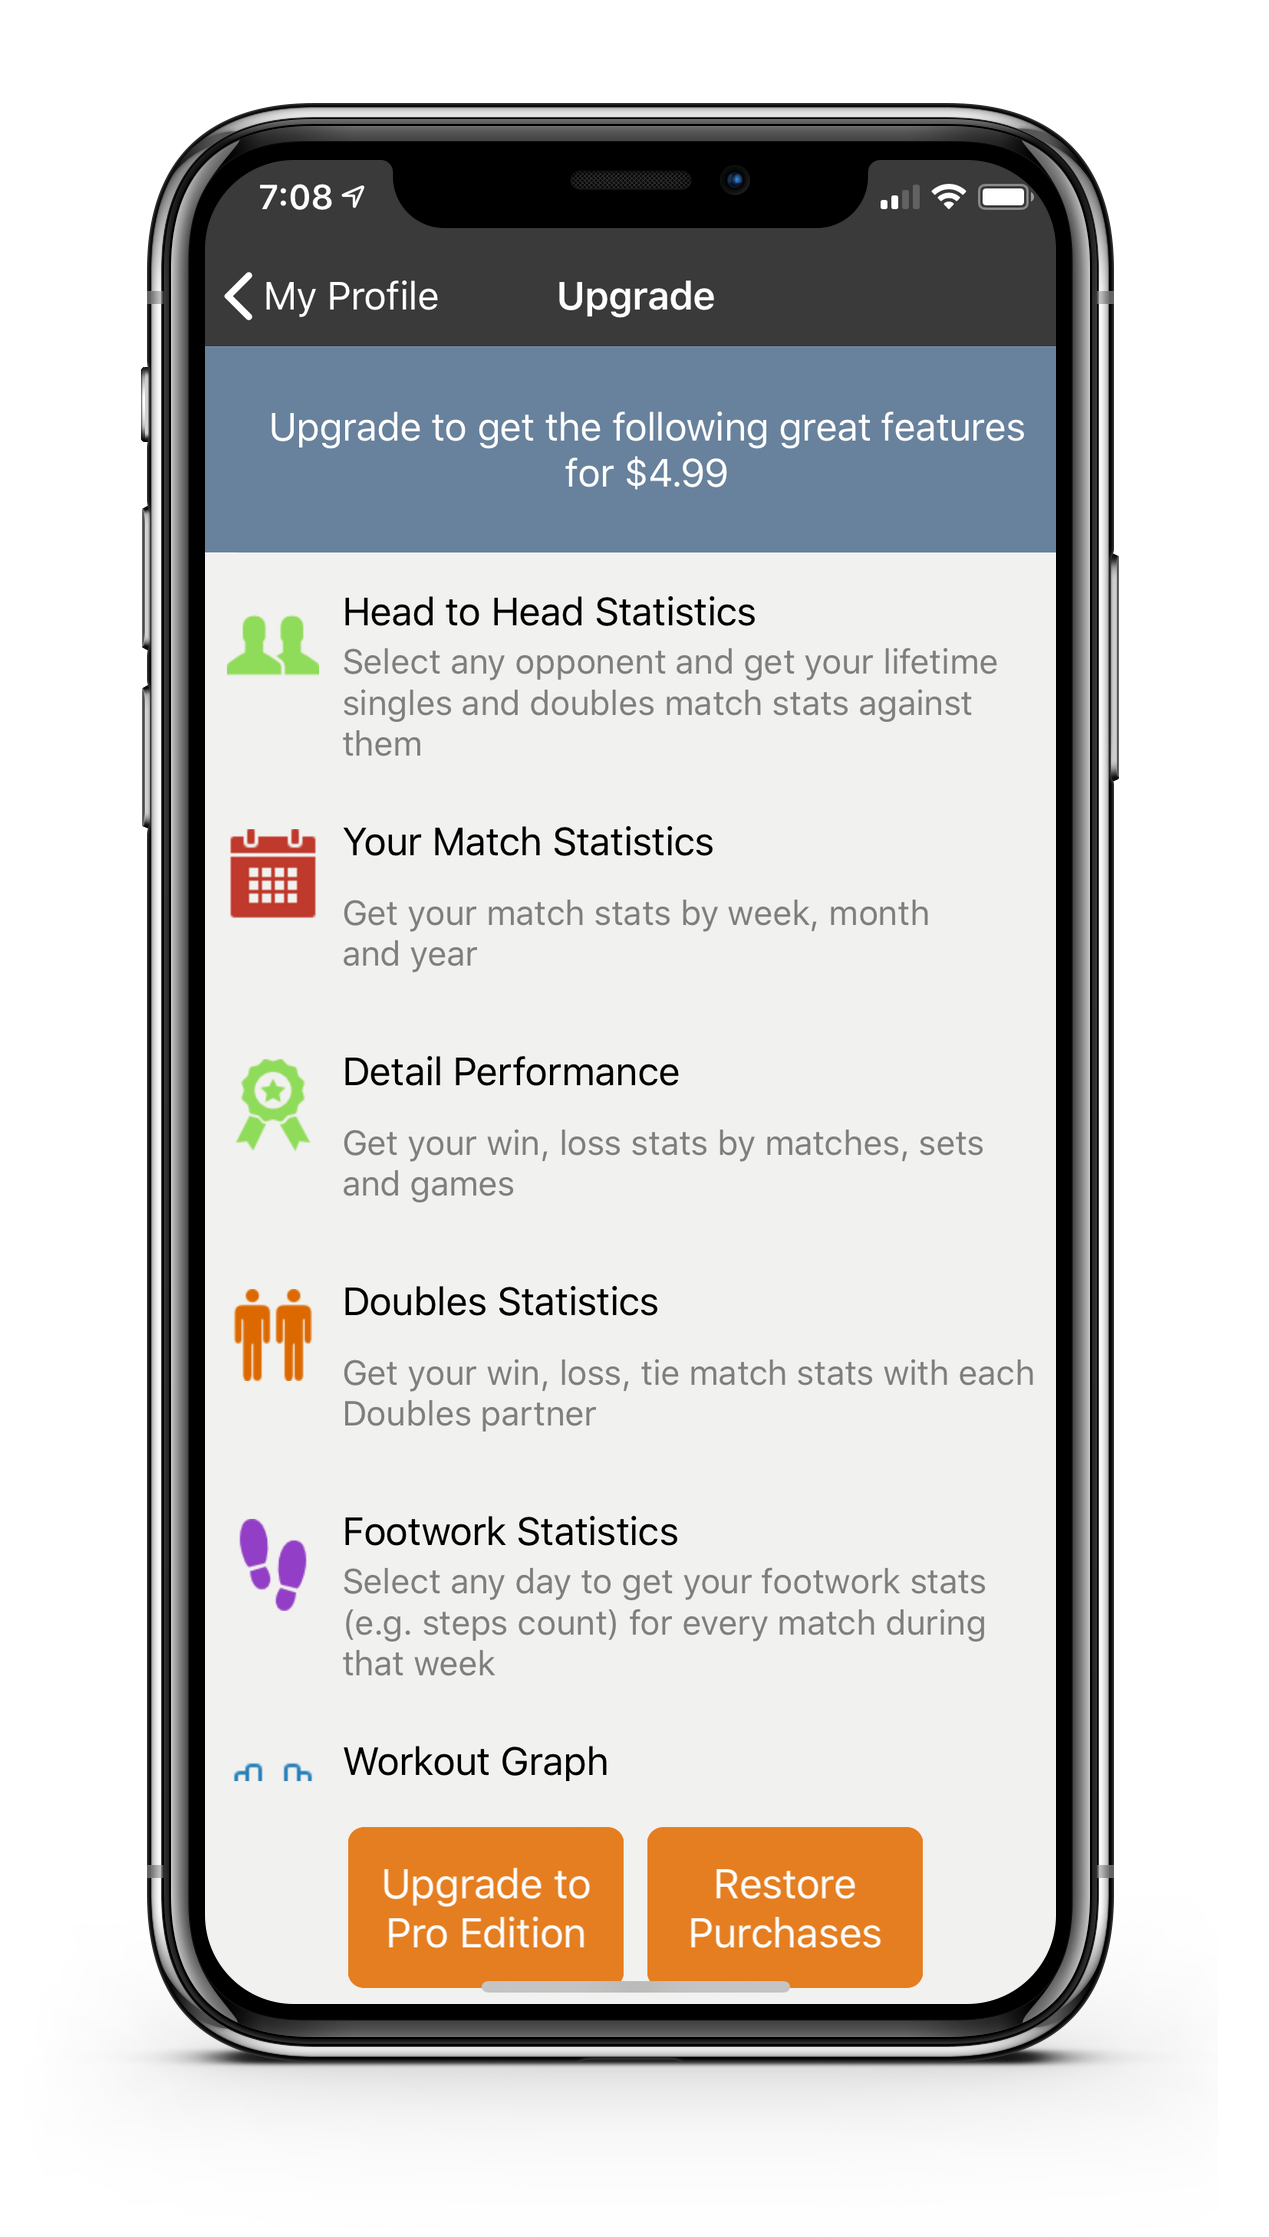 7:08
My Profile
Upgrade
Upgrade to get the following great features
for $4.99
Head to Head Statistics
Select any opponent and get your lifetime
singles and doubles match stats against
them
Your Match Statistics
Get your match stats by week, month
and year
Detail Performance
Get your win, loss stats by matches, sets
and games
Doubles Statistics
Get your win, loss, tie match stats with each
Doubles partner
Footwork Statistics
Select any day to get your footwork stats
(e.g. steps count) for every match during
that week
Workout Graph
Upgrade to
Pro Edition
Restore
Purchases